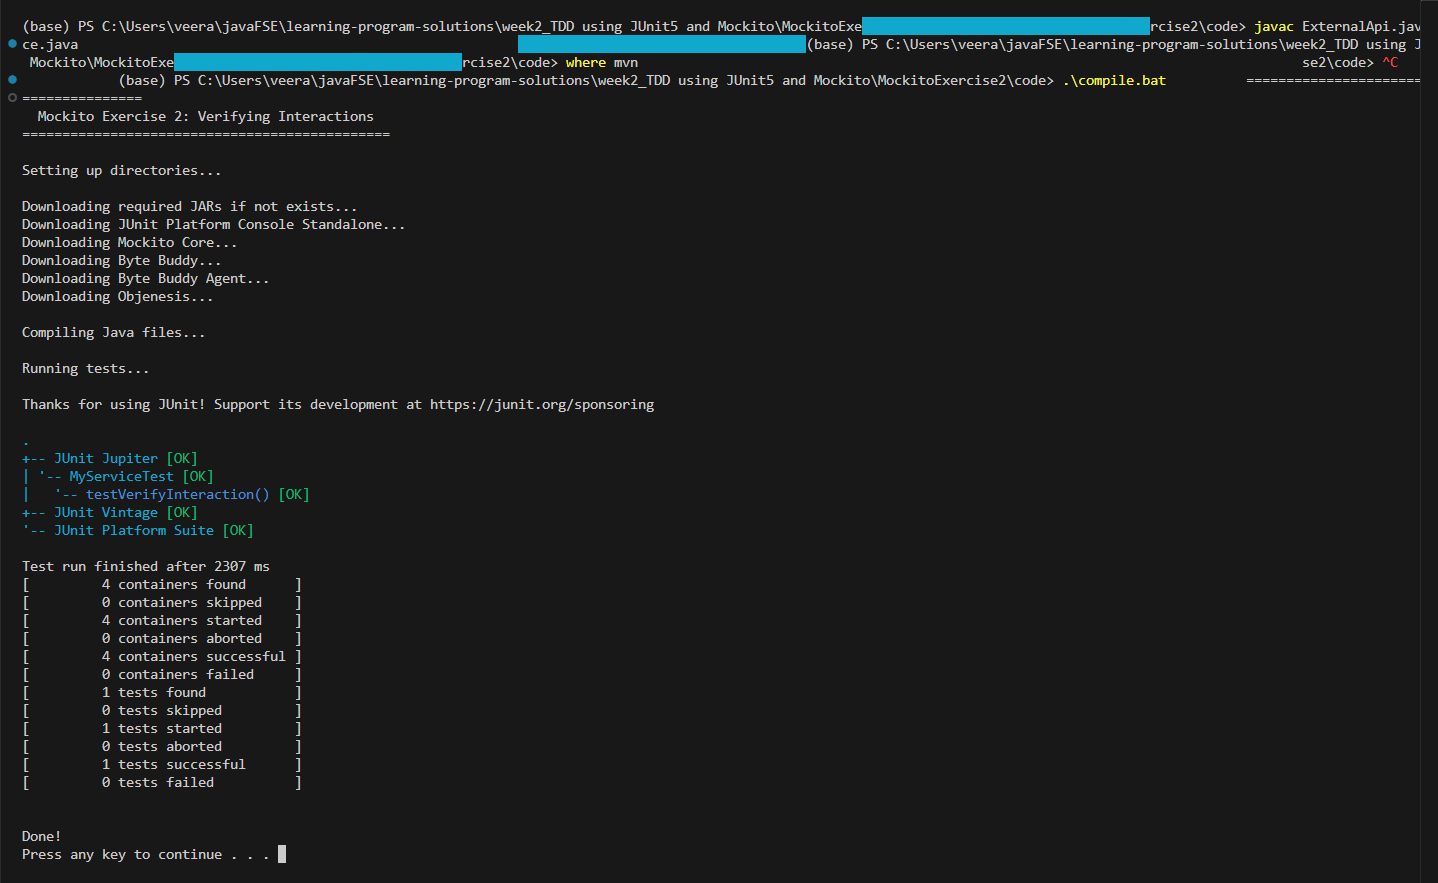 (base) PS C:\Users\veera\javaFSE\learning-program-solutions\week2_TDD using JUnit5 and Mockito\MockitoExe rcise2\code> javac ExternalApi.jav
ce.java (base) PS C:\Users\veera\javaFSE\learning-program-solutions\week2_TDD using J
Mockito\MockitoExe rcise2\code> where mvn se2\code> ^C
(base) PS C:\Users\veera\javaFSE\learning-program-solutions\week2_TDD using JUnit5 and Mockito\MockitoExercise2\code> .\compile.bat ======================
===============
Mockito Exercise 2: Verifying Interactions
==============================================
Setting up directories...
Downloading required JARs if not exists...
Downloading JUnit Platform Console Standalone...
Downloading Mockito Core...
Downloading Byte Buddy...
Downloading Byte Buddy Agent...
Downloading Objenesis...
Compiling Java files...
Running tests...
Thanks for using JUnit! Support its development at https://junit.org/sponsoring
.
+-- JUnit Jupiter [OK]
| '-- MyServiceTest [OK]
|   '-- testVerifyInteraction() [OK]
+-- JUnit Vintage [OK]
'-- JUnit Platform Suite [OK]
Test run finished after 2307 ms
[         4 containers found      ]
[         0 containers skipped    ]
[         4 containers started    ]
[         0 containers aborted    ]
[         4 containers successful ]
[         0 containers failed     ]
[         1 tests found           ]
[         0 tests skipped         ]
[         1 tests started         ]
[         0 tests aborted         ]
[         1 tests successful      ]
[         0 tests failed          ]
Done!
Press any key to continue . . .